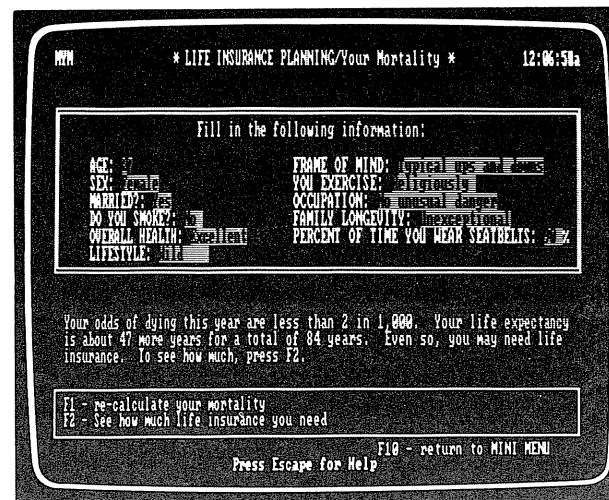 MYM * LIFE INSURANCE PLANNING/Your Mortality * 12:06:50a
Fill in the following information:
AGE: 37
SEX: Female
MARRIED?: Yes
DO YOU SMOKE?: No
OVERALL HEALTH: Excellent
LIFESTYLE:
FRAME OF MIND: Typical ups and downs
YOU EXERCISE: Religiously
OCCUPATION: No unusual danger
FAMILY LONGEVITY: Unexceptional
PERCENT OF TIME YOU WEAR SEATBELTS: %
Your odds of dying this year are less than 2 in 1,000. Your life expectancy
is about 47 more years for a total of 84 years. Even so, you may need life
insurance. To see how much, press F2.
F1 - re-calculate your mortality
F2 - See how much life insurance you need
F10 - return to MINI MENU
Press Escape for Help